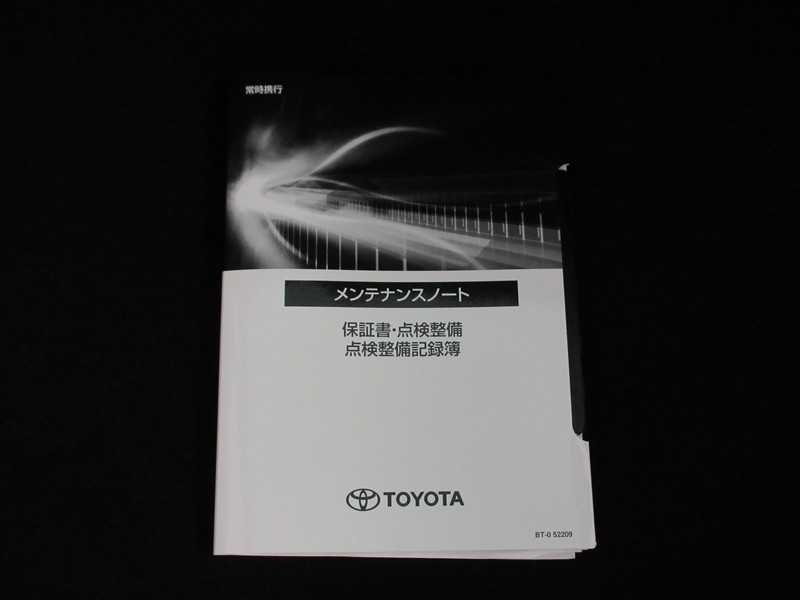 常時携行
メンテナンスノート
保証書・点検整備
点検整備記録簿
TOYOTA
BT-0 52209